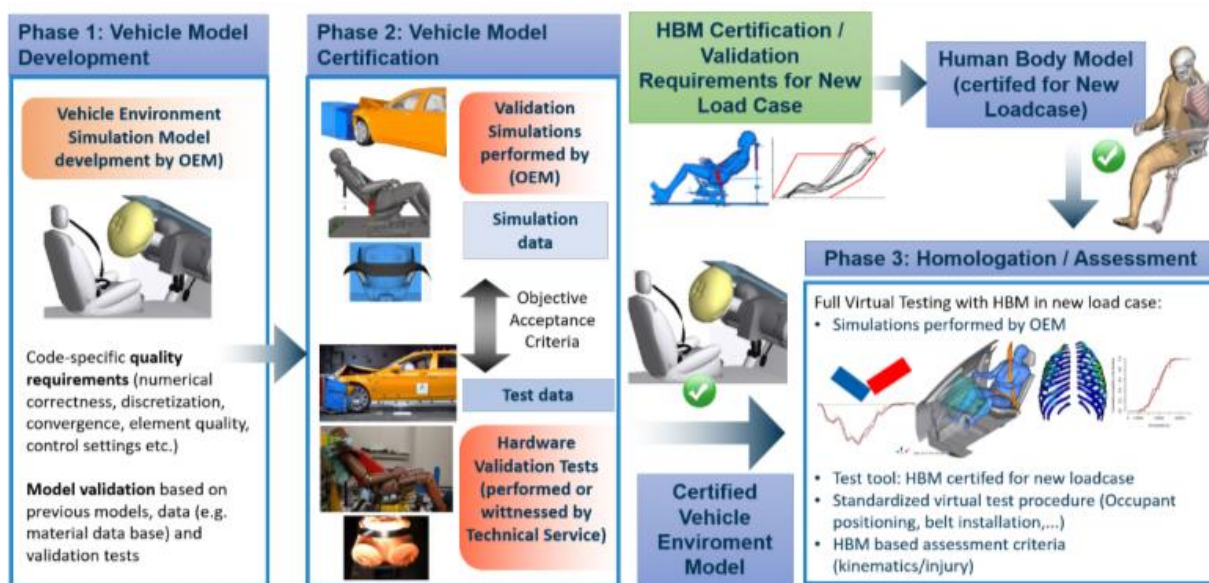 Phase 1: Vehicle Model
Development
Vehicle Environment
Simulation Model
develpment by OEM)
Code-specific quality
requirements (numerical
correctness, discretization,
convergence, element quality,
control settings etc.)
Model validation based on
previous models, data (e.g.
material data base) and
validation tests
Phase 2: Vehicle Model
Certification
Validation
Simulations
performed by
(OEM)
Simulation
data
Objective
Acceptance
Criteria
Test data
Hardware
Validation Tests
(performed or
wittnessed by
Technical Service)
HBM Certification /
Validation
Requirements for New
Load Case
Human Body Model
(certifed for New
Loadcase)
Certified
Vehicle
Enviroment
Model
Phase 3: Homologation / Assessment
Full Virtual Testing with HBM in new load case:
• Simulations performed by OEM
• Test tool: HBM certifed for new loadcase
• Standardized virtual test procedure (Occupant
positioning, belt installation,...)
• HBM based assessment criteria
(kinematics/injury)